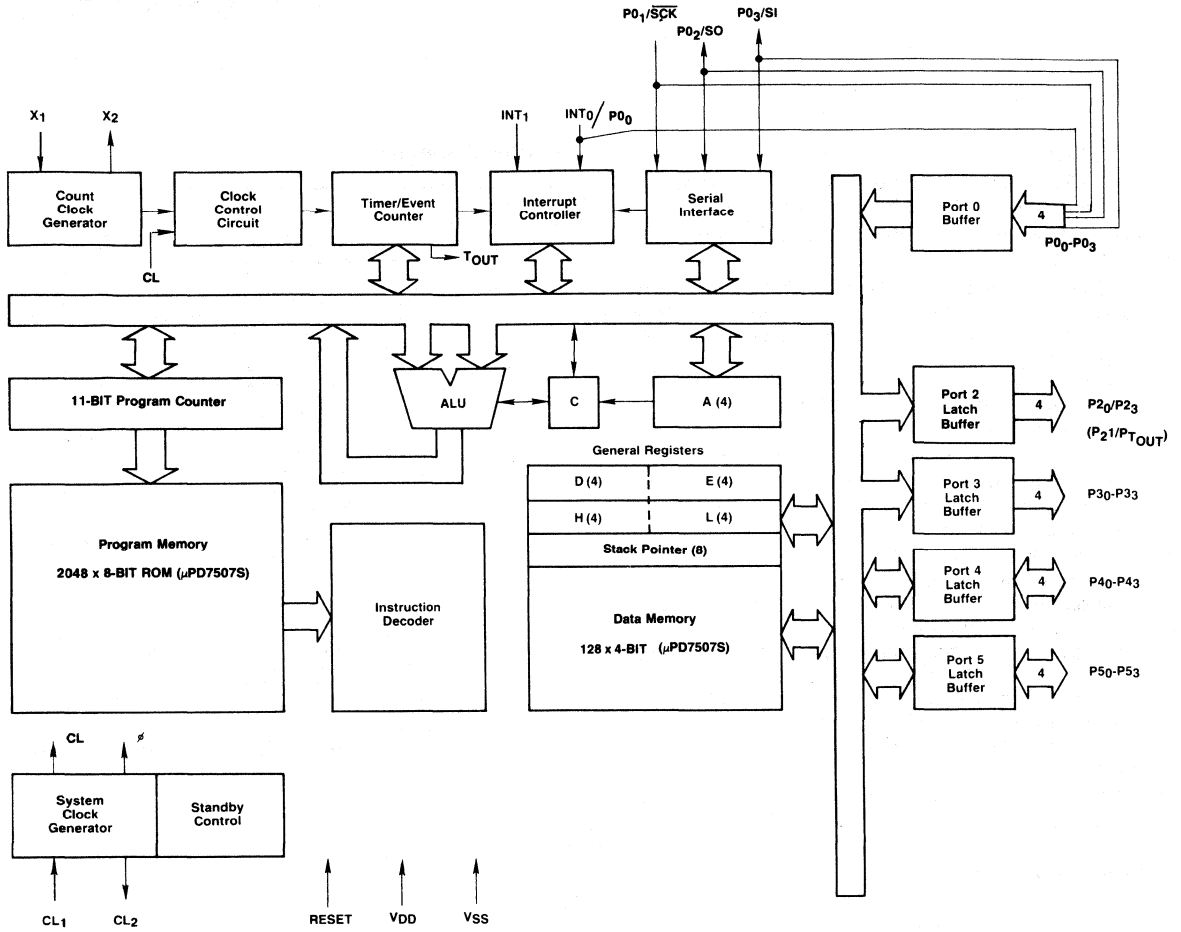 P0₁/S̅C̅K̅
P0₂/SO
P0₃/SI
X₁
X₂
INT₁
INT₀/P0₀
Count
Clock
Generator
Clock
Control
Circuit
Timer/Event
Counter
Interrupt
Controller
Serial
Interface
Port 0
Buffer
4
P0₀-P0₃
CL
TOUT
11-BIT Program Counter
ALU
C
A (4)
Port 2
Latch
Buffer
4
P2₀/P2₃
(P₂1/PTOUT)
General Registers
D (4)
E (4)
H (4)
L (4)
Stack Pointer (8)
Port 3
Latch
Buffer
4
P3₀-P3₃
Program Memory
2048 x 8-BIT ROM (μPD7507S)
Instruction
Decoder
Data Memory
128 x 4-BIT (μPD7507S)
Port 4
Latch
Buffer
4
P4₀-P4₃
Port 5
Latch
Buffer
4
P5₀-P5₃
CL
ø
System
Clock
Generator
Standby
Control
CL₁
CL₂
RESET
VDD
VSS